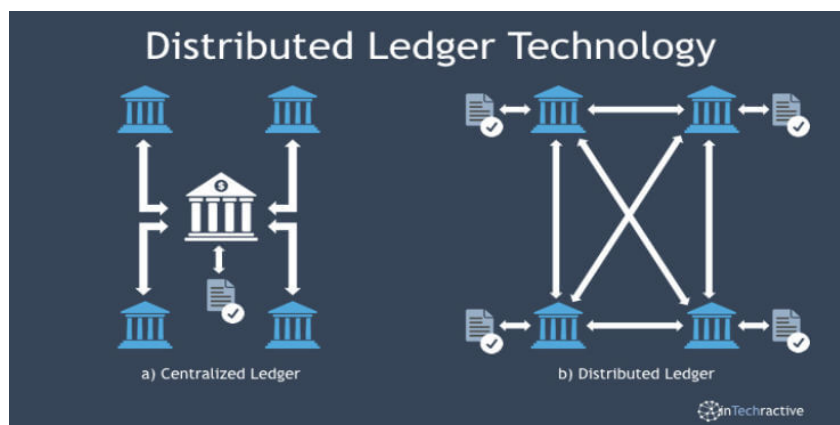 Distributed Ledger Technology
$
a) Centralized Ledger
b) Distributed Ledger
inTechractive